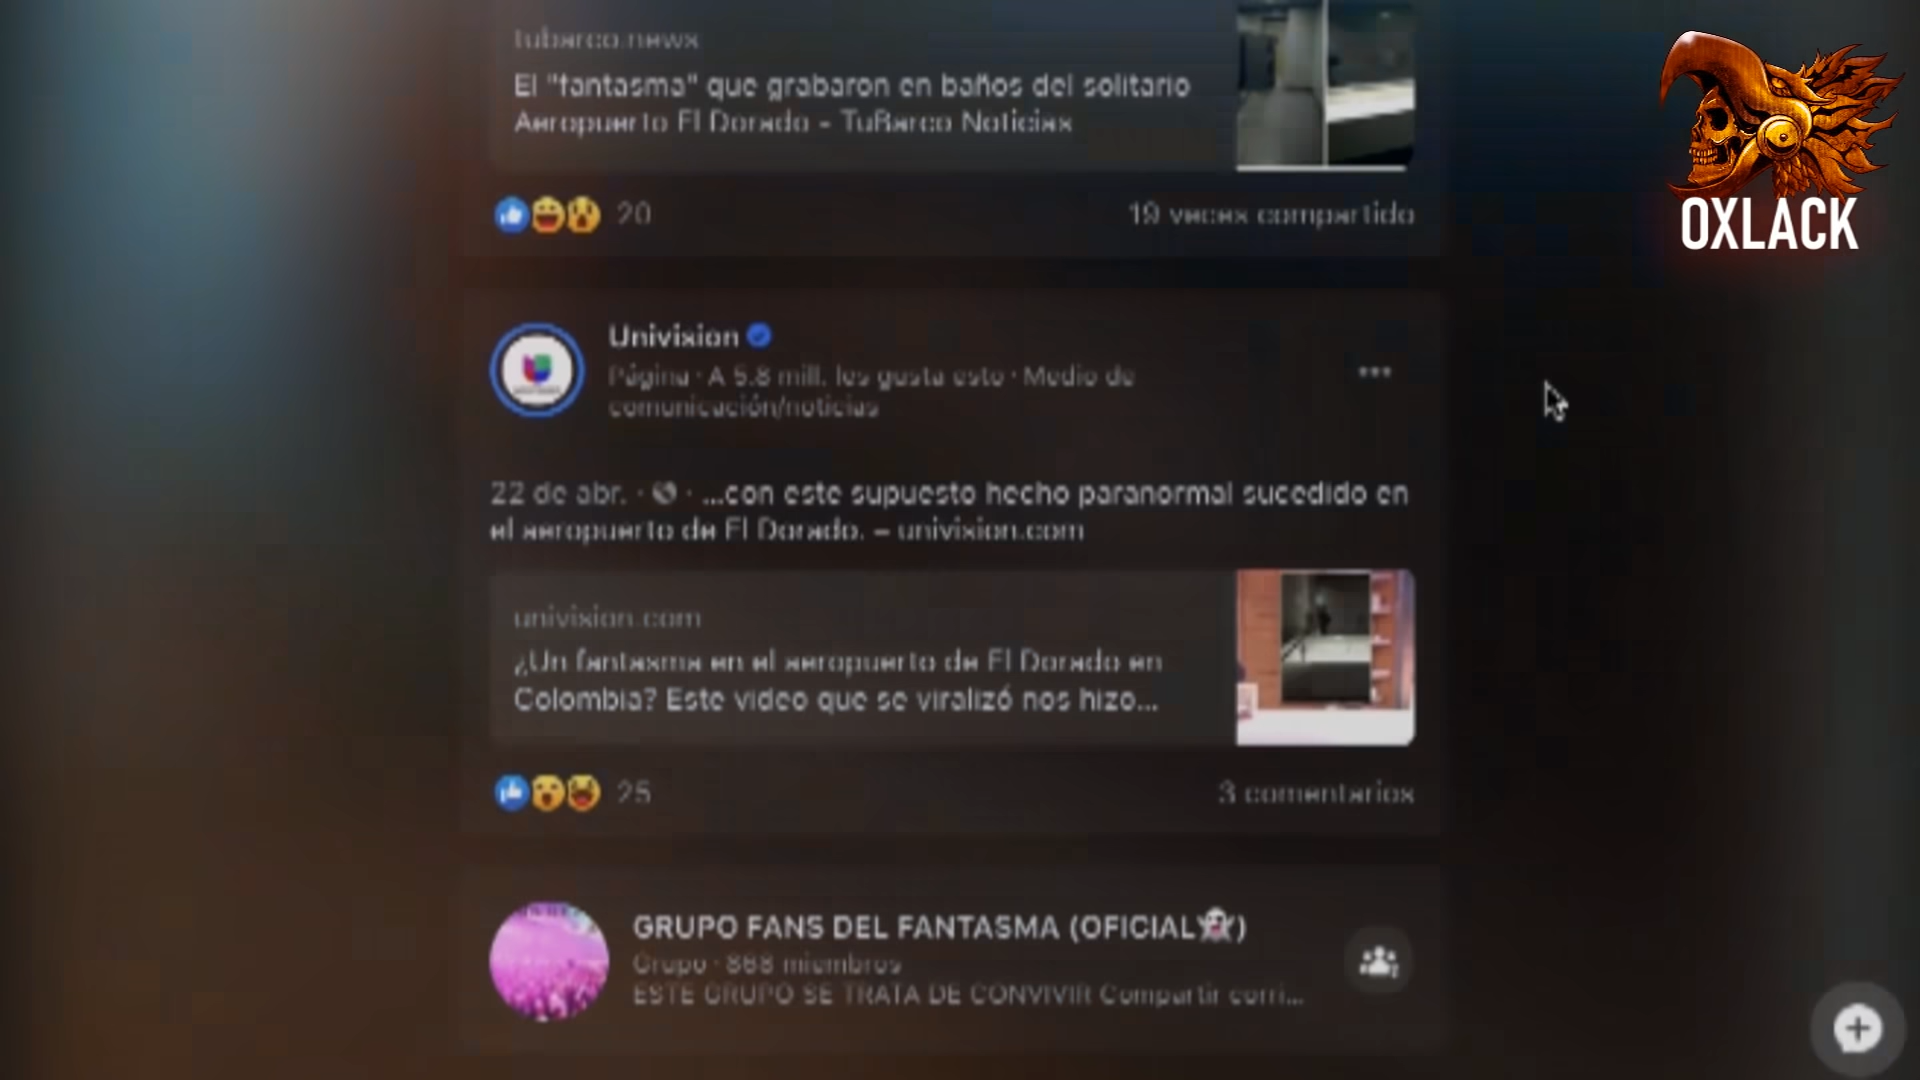 tubarco.news
El "fantasma" que grabaron en baños del solitario
Aeropuerto El Dorado - TuBarco Noticias
20
19 veces compartido
OXLACK
Univision
Página · A 5.8 mill. les gusta esto · Medio de
comunicación/noticias
22 de abr. · ...con este supuesto hecho paranormal sucedido en
el aeropuerto de El Dorado. – univision.com
univision.com
¿Un fantasma en el aeropuerto de El Dorado en
Colombia? Este video que se viralizó nos hizo...
25
3 comentarios
GRUPO FANS DEL FANTASMA (OFICIAL👻)
Grupo · 868 miembros
ESTE GRUPO SE TRATA DE CONVIVIR Compartir corri...